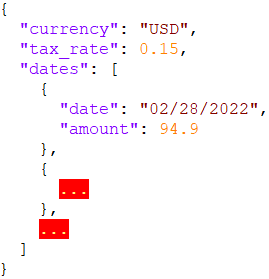 {
"currency": "USD",
"tax_rate": 0.15,
"dates": [
{
"date": "02/28/2022",
"amount": 94.9
},
{
...
},
...
]
}